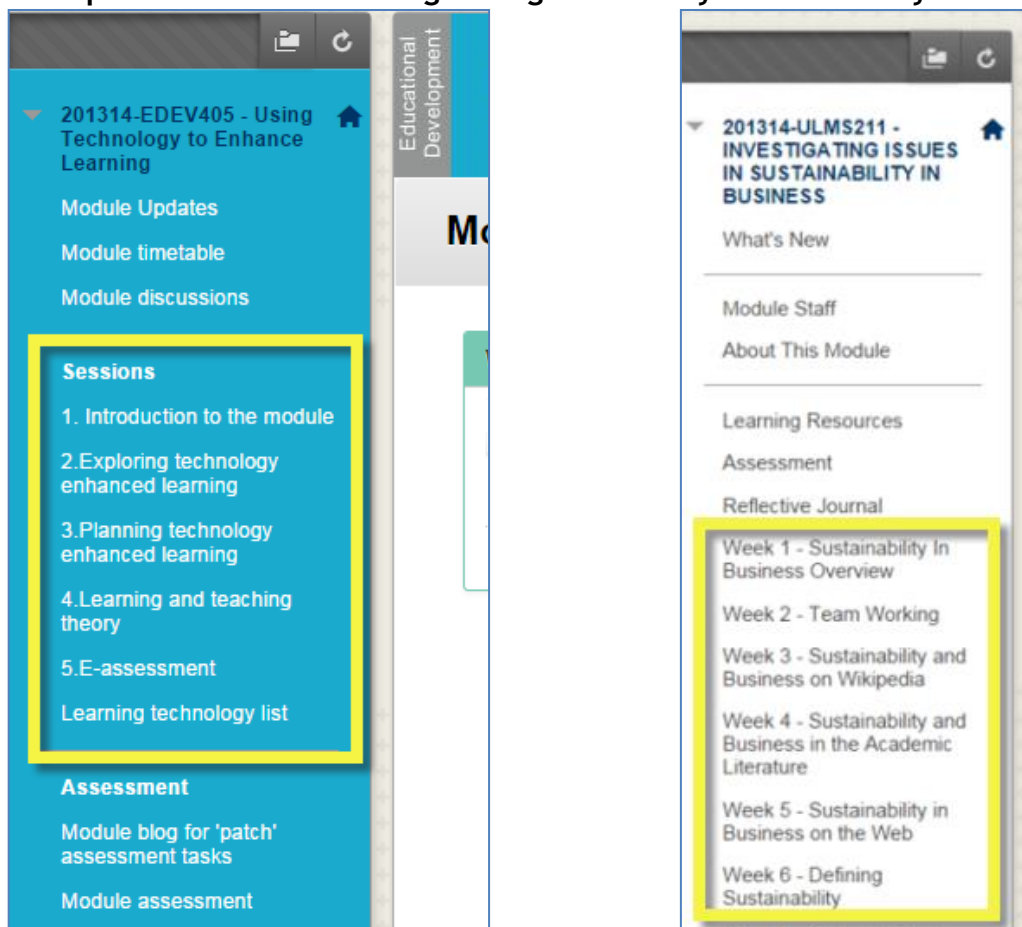 Educational
Development
201314-EDEV405 - Using
Technology to Enhance
Learning
Module Updates
Module timetable
Module discussions
Sessions
1. Introduction to the module
2.Exploring technology
enhanced learning
3.Planning technology
enhanced learning
4.Learning and teaching
theory
5.E-assessment
Learning technology list
Assessment
Module blog for 'patch'
assessment tasks
Module assessment
201314-ULMS211 -
INVESTIGATING ISSUES
IN SUSTAINABILITY IN
BUSINESS
What's New
Module Staff
About This Module
Learning Resources
Assessment
Reflective Journal
Week 1 - Sustainability In
Business Overview
Week 2 - Team Working
Week 3 - Sustainability and
Business on Wikipedia
Week 4 - Sustainability and
Business in the Academic
Literature
Week 5 - Sustainability in
Business on the Web
Week 6 - Defining
Sustainability